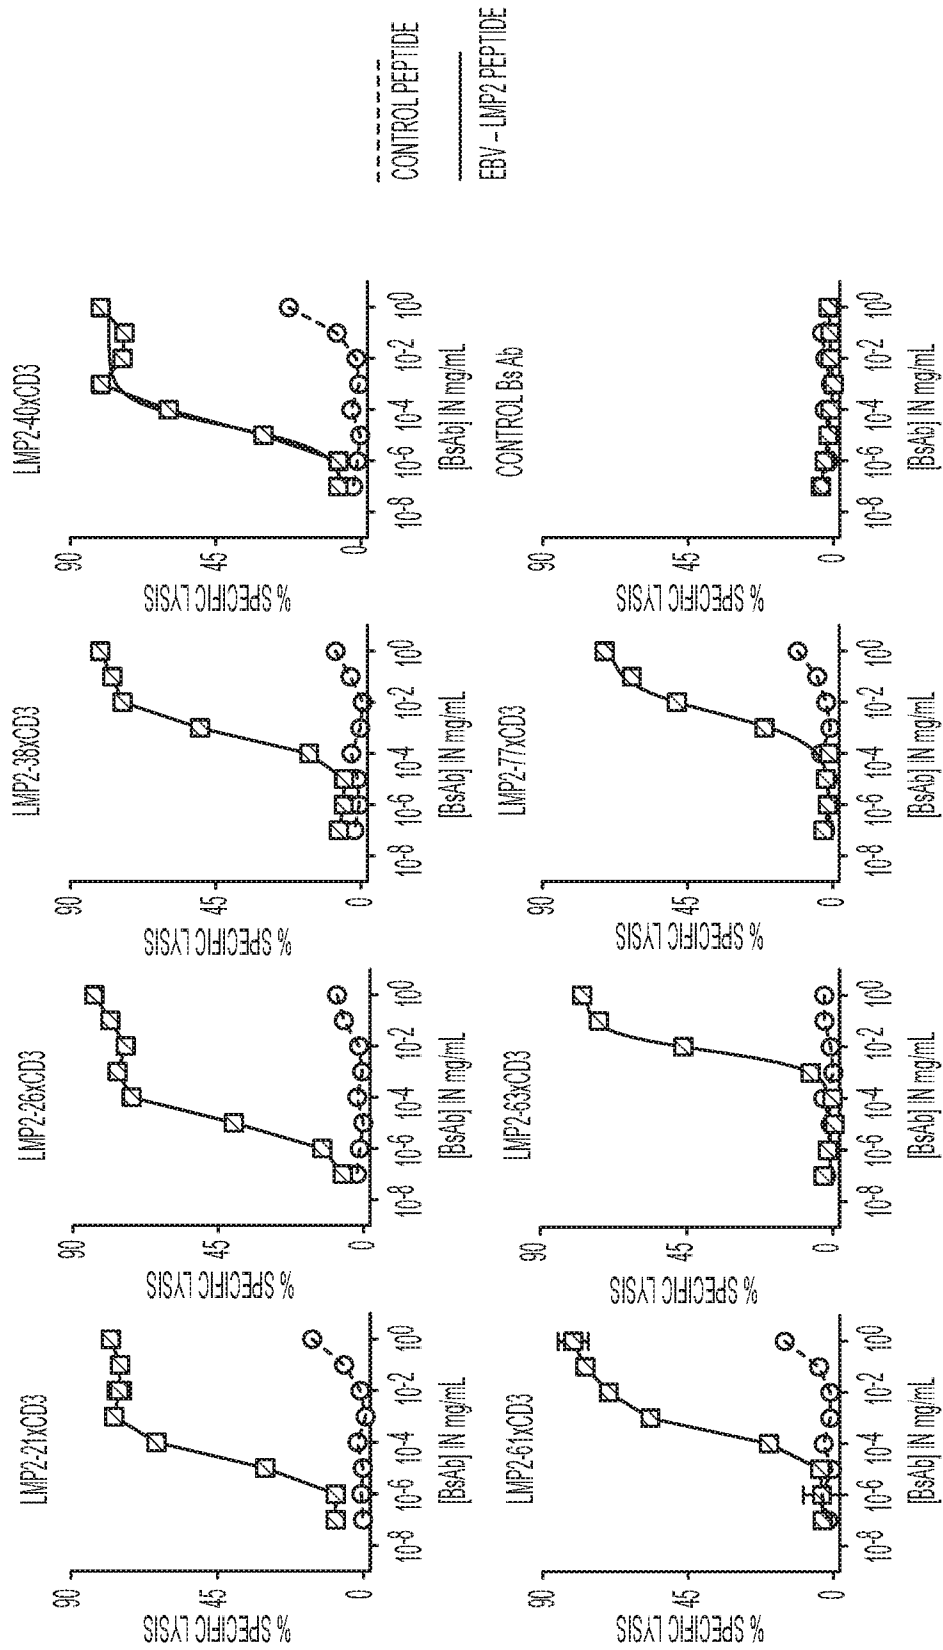 LMP2-21xCD3
90
45
0
% SPECIFIC LYSIS
10-8 10-6 10-4 10-2 100
[BsAb] IN mg/mL
LMP2-26xCD3
90
45
0
% SPECIFIC LYSIS
10-8 10-6 10-4 10-2 100
[BsAb] IN mg/mL
LMP2-38xCD3
90
45
0
% SPECIFIC LYSIS
10-8 10-6 10-4 10-2 100
[BsAb] IN mg/mL
LMP2-40xCD3
90
45
0
% SPECIFIC LYSIS
10-8 10-6 10-4 10-2 100
[BsAb] IN mg/mL
LMP2-61xCD3
90
45
0
% SPECIFIC LYSIS
10-8 10-6 10-4 10-2 100
[BsAb] IN mg/mL
LMP2-63xCD3
90
45
0
% SPECIFIC LYSIS
10-8 10-6 10-4 10-2 100
[BsAb] IN mg/mL
LMP2-77xCD3
90
45
0
% SPECIFIC LYSIS
10-8 10-6 10-4 10-2 100
[BsAb] IN mg/mL
CONTROL Bs Ab
90
45
0
% SPECIFIC LYSIS
10-8 10-6 10-4 10-2 100
[BsAb] IN mg/mL
CONTROL PEPTIDE
EBV – LMP2 PEPTIDE